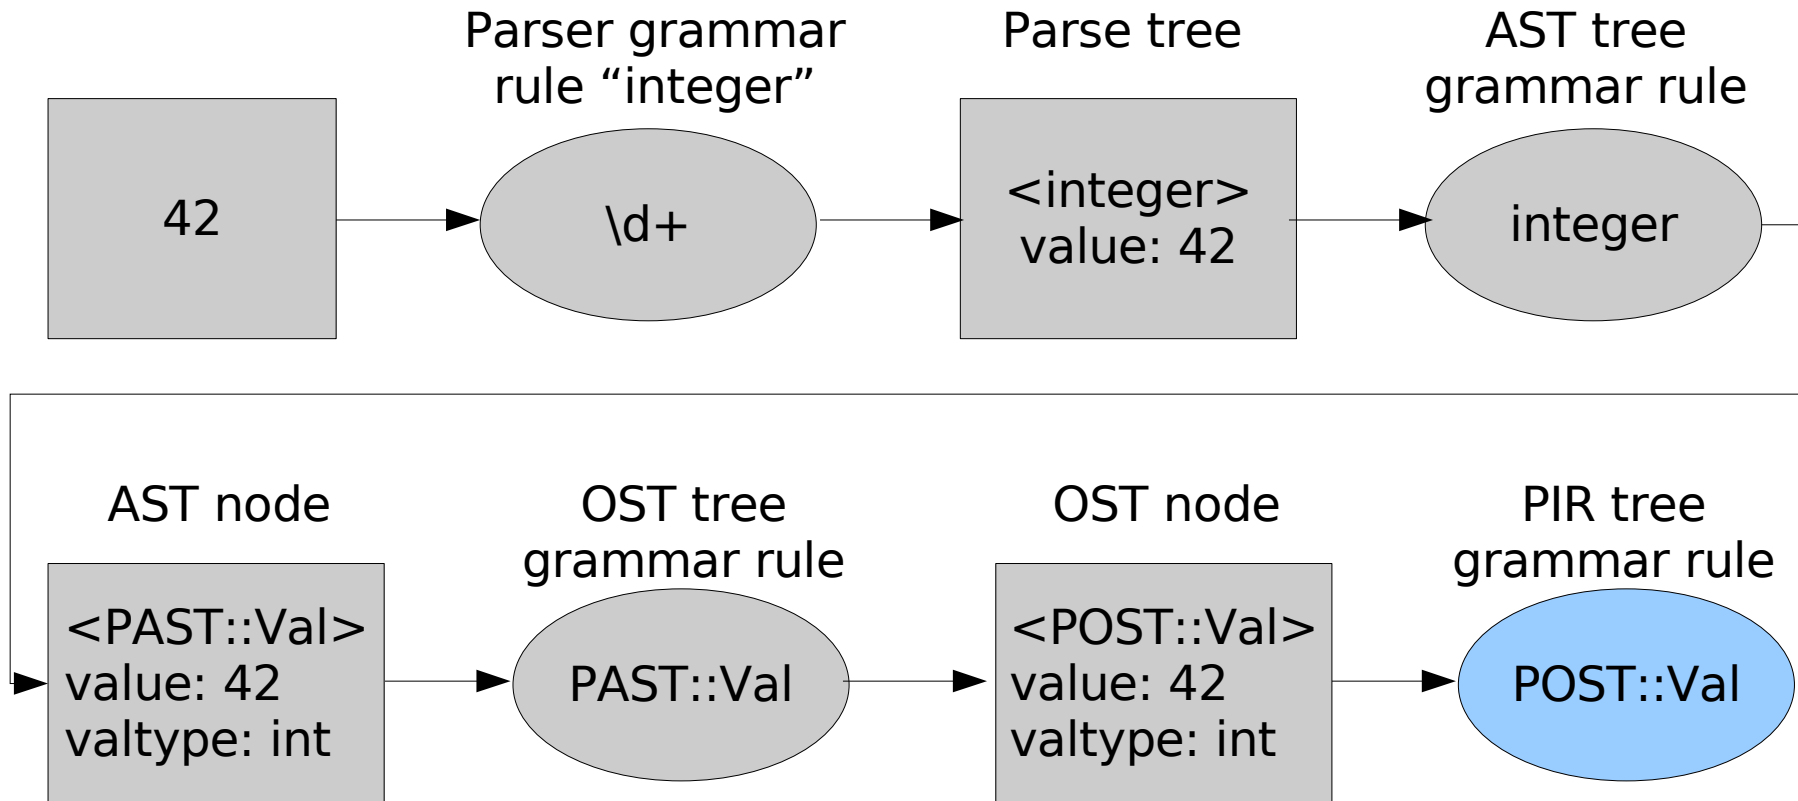 Parser grammar
rule “integer”
Parse tree
AST tree
grammar rule
42
\d+
<integer>
value: 42
integer
AST node
OST tree
grammar rule
OST node
PIR tree
grammar rule
<PAST::Val>
value: 42
valtype: int
PAST::Val
<POST::Val>
value: 42
valtype: int
POST::Val